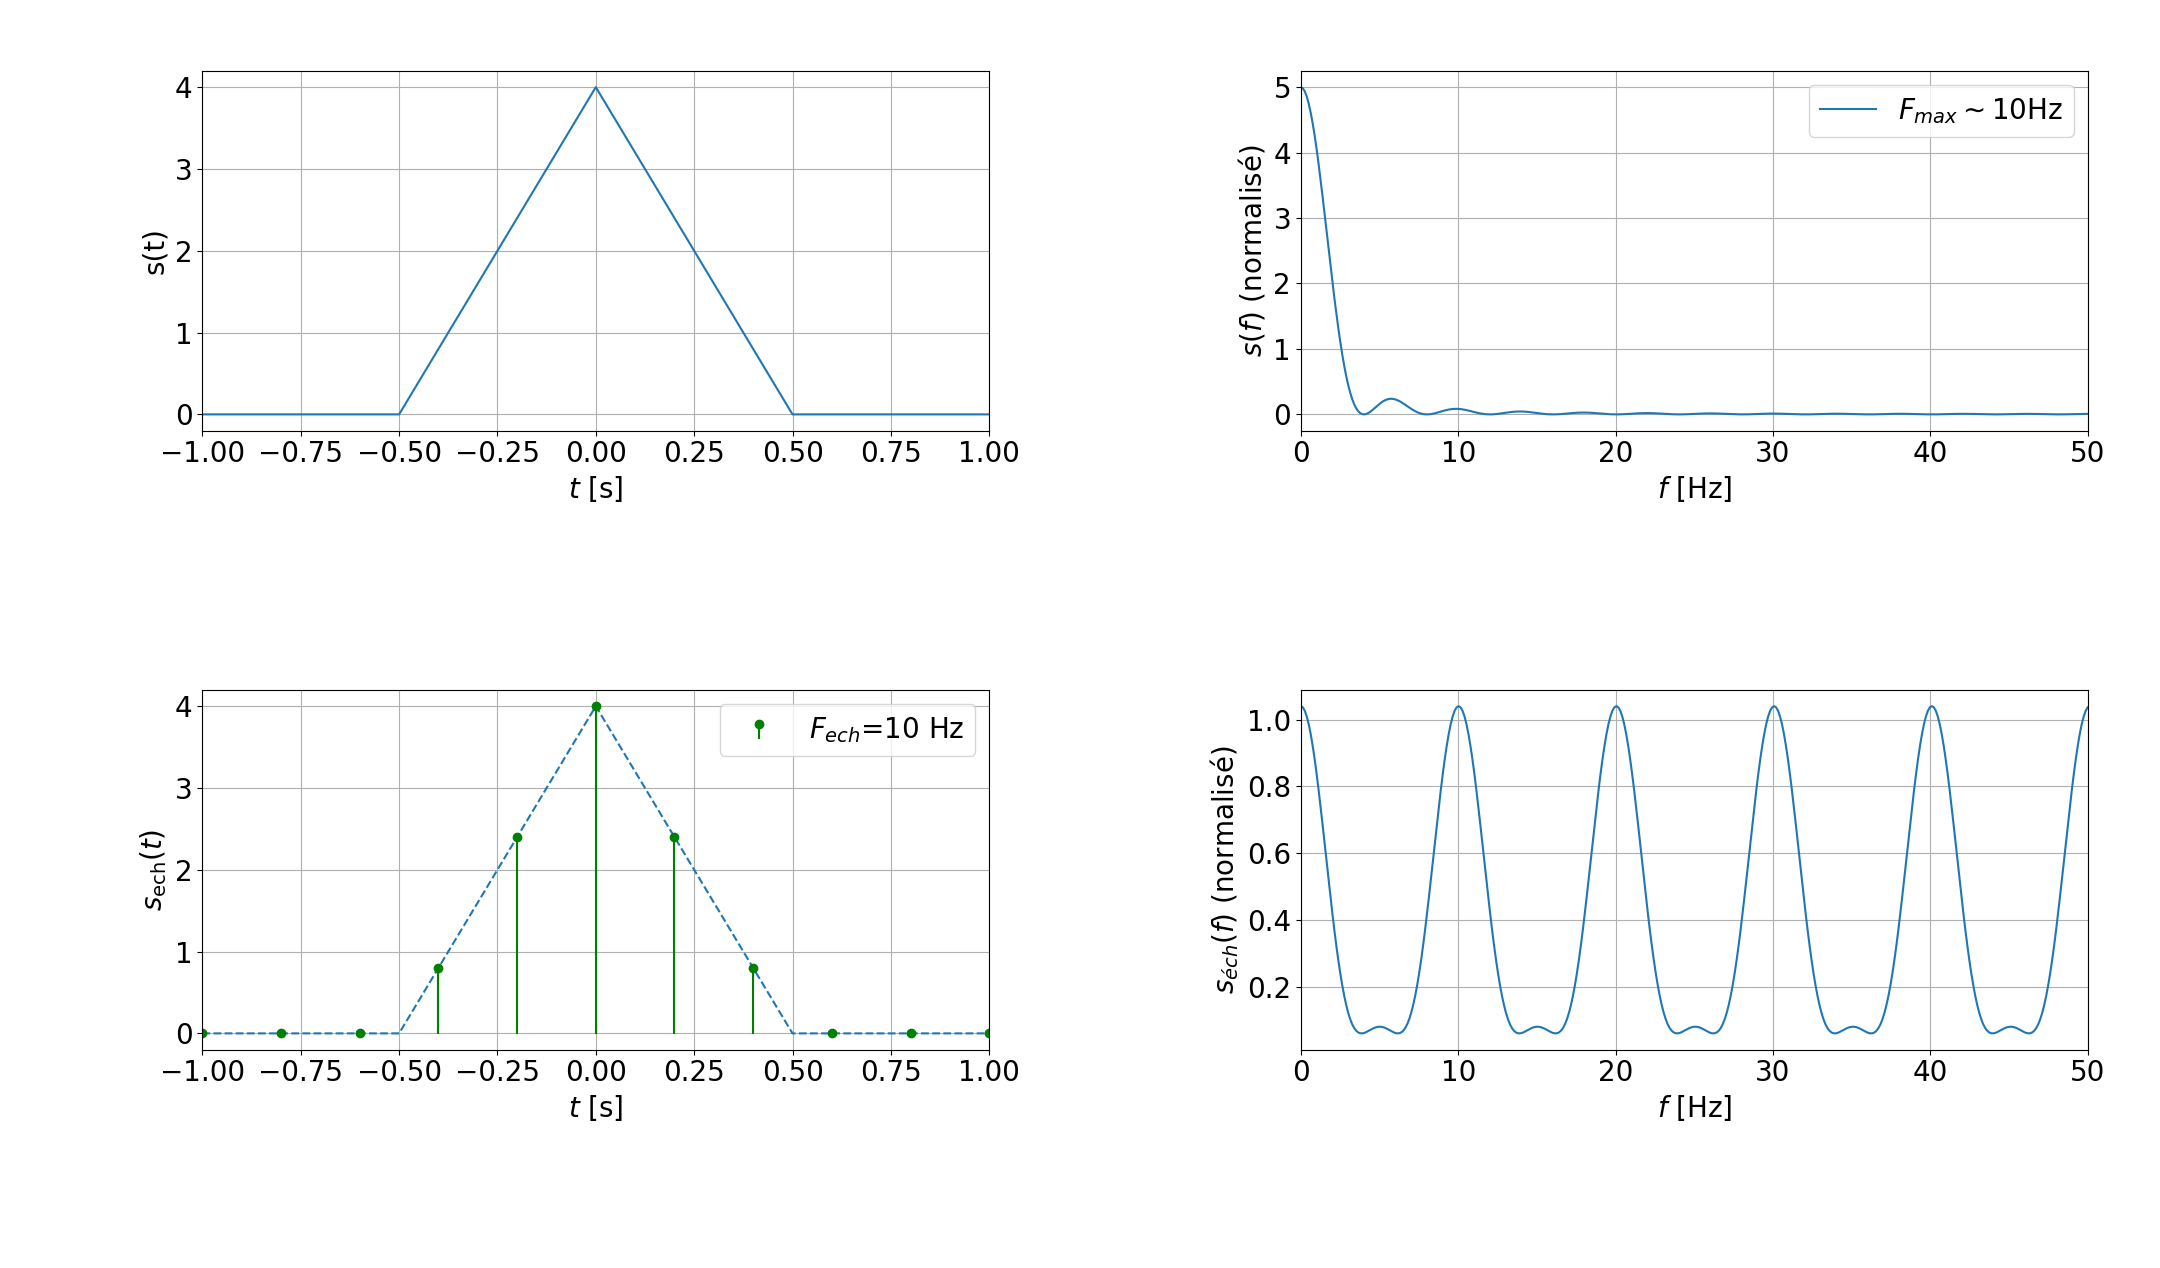 4
3
2
1
0
s(t)
−1.00 −0.75 −0.50 −0.25 0.00 0.25 0.50 0.75 1.00
t [s]
5
4
3
2
1
0
s(f) (normalisé)
F_max ∼ 10Hz
0 10 20 30 40 50
f [Hz]
4
3
2
1
0
s_ech(t)
F_ech=10 Hz
−1.00 −0.75 −0.50 −0.25 0.00 0.25 0.50 0.75 1.00
t [s]
1.0
0.8
0.6
0.4
0.2
s_éch(f) (normalisé)
0 10 20 30 40 50
f [Hz]